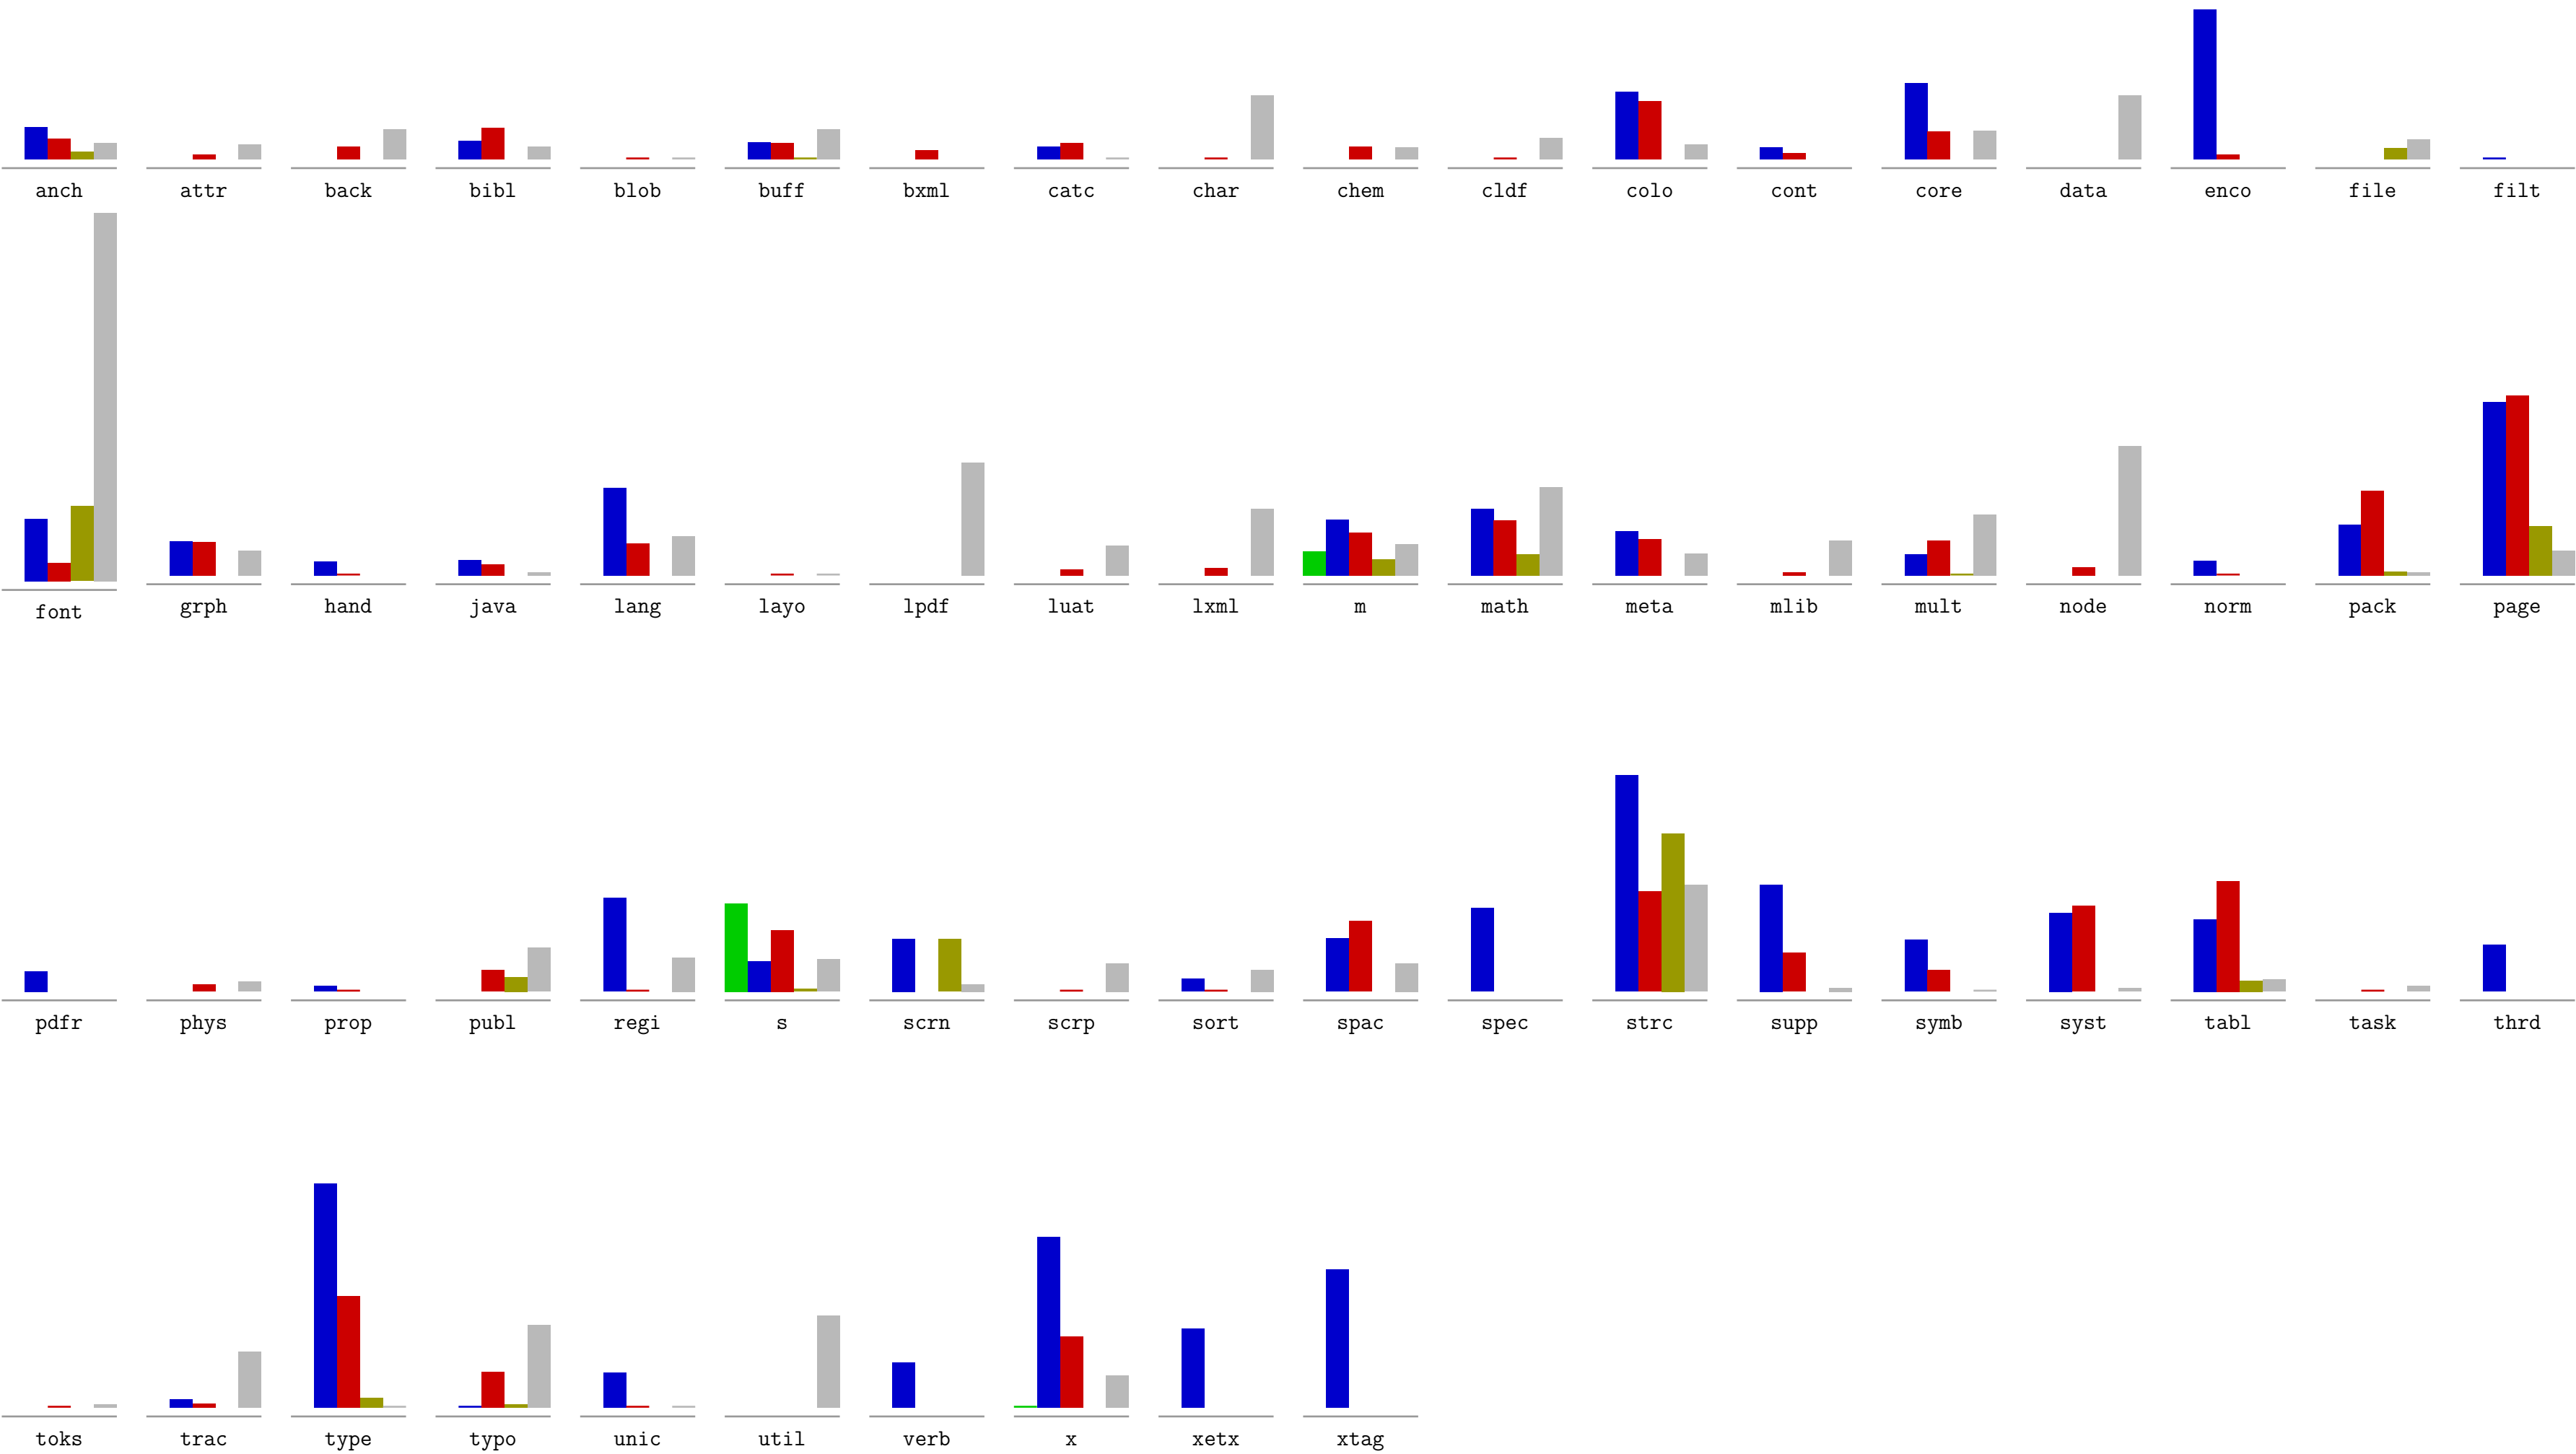 anch attr back bibl blob buff bxml catc char chem cldf colo cont core data enco file filt
font grph hand java lang layo lpdf luat lxml m math meta mlib mult node norm pack page
pdfr phys prop publ regi s scrn scrp sort spac spec strc supp symb syst tabl task thrd
toks trac type typo unic util verb x xetx xtag